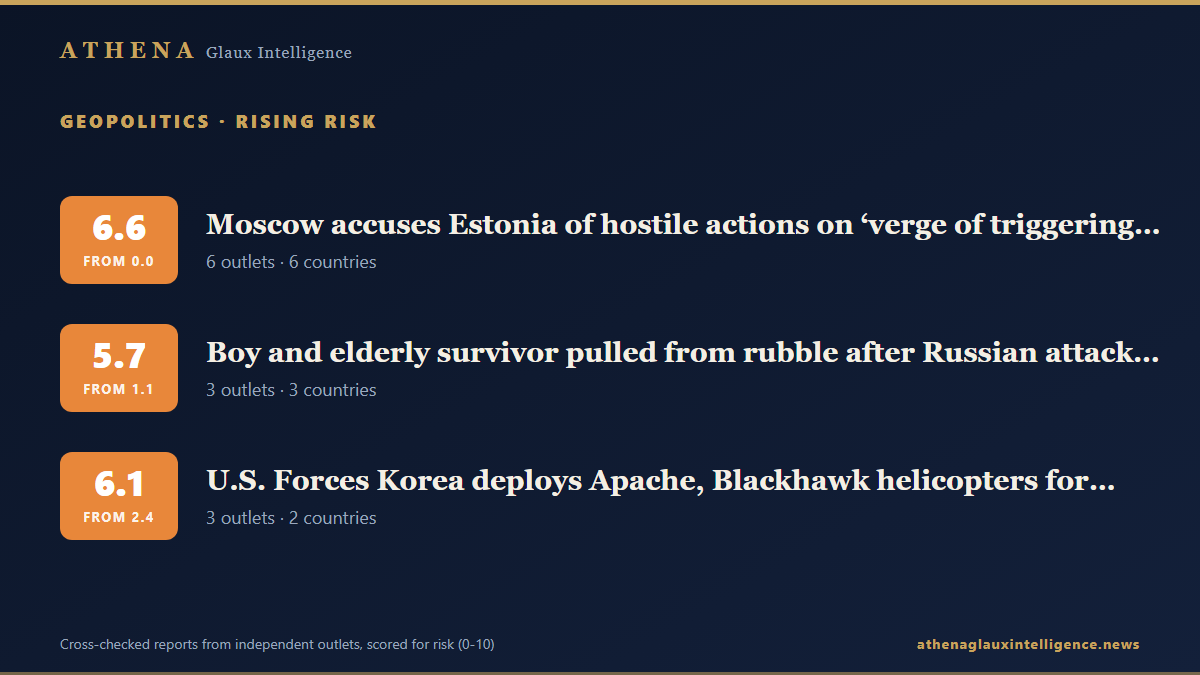 ATHENA Glaux Intelligence
GEOPOLITICS · RISING RISK
6.6
FROM 0.0
Moscow accuses Estonia of hostile actions on ‘verge of triggering...
6 outlets · 6 countries
5.7
FROM 1.1
Boy and elderly survivor pulled from rubble after Russian attack...
3 outlets · 3 countries
6.1
FROM 2.4
U.S. Forces Korea deploys Apache, Blackhawk helicopters for...
3 outlets · 2 countries
Cross-checked reports from independent outlets, scored for risk (0-10)
athenaglauxintelligence.news